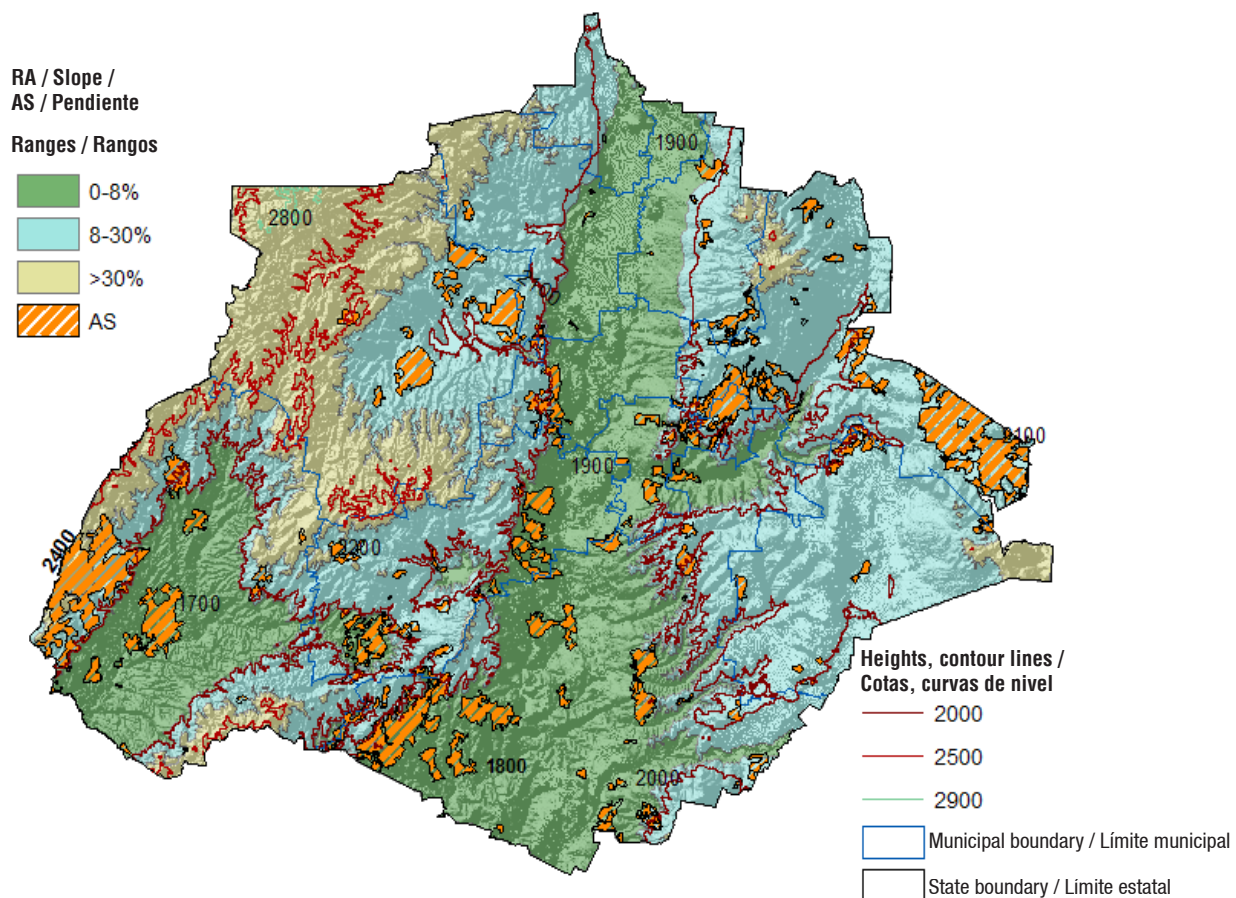 RA / Slope /
AS / Pendiente
Ranges / Rangos
0-8%
8-30%
>30%
AS
1900
2800
1900
2400
2200
1700
1800
2000
Heights, contour lines /
Cotas, curvas de nivel
2000
2500
2900
Municipal boundary / Límite municipal
State boundary / Límite estatal